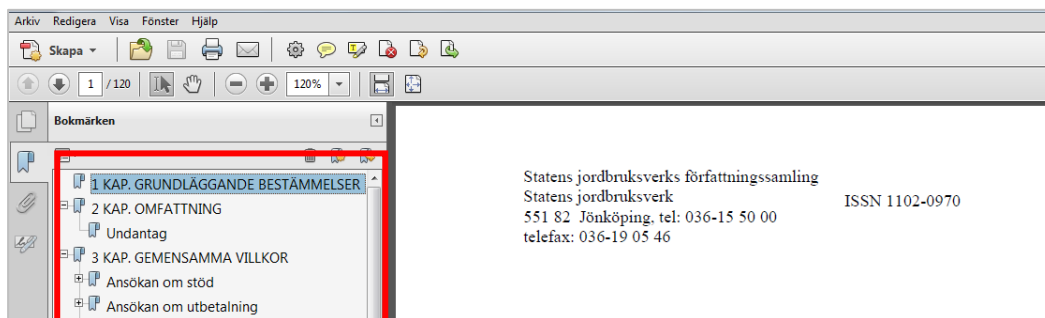 Arkiv Redigera Visa Fönster Hjälp
Skapa
1 / 120 120%
Bokmärken
1 KAP. GRUNDLÄGGANDE BESTÄMMELSER
2 KAP. OMFATTNING
Undantag
3 KAP. GEMENSAMMA VILLKOR
Ansökan om stöd
Ansökan om utbetalning
Statens jordbruksverks författningssamling
Statens jordbruksverk
551 82 Jönköping, tel: 036-15 50 00
telefax: 036-19 05 46
ISSN 1102-0970